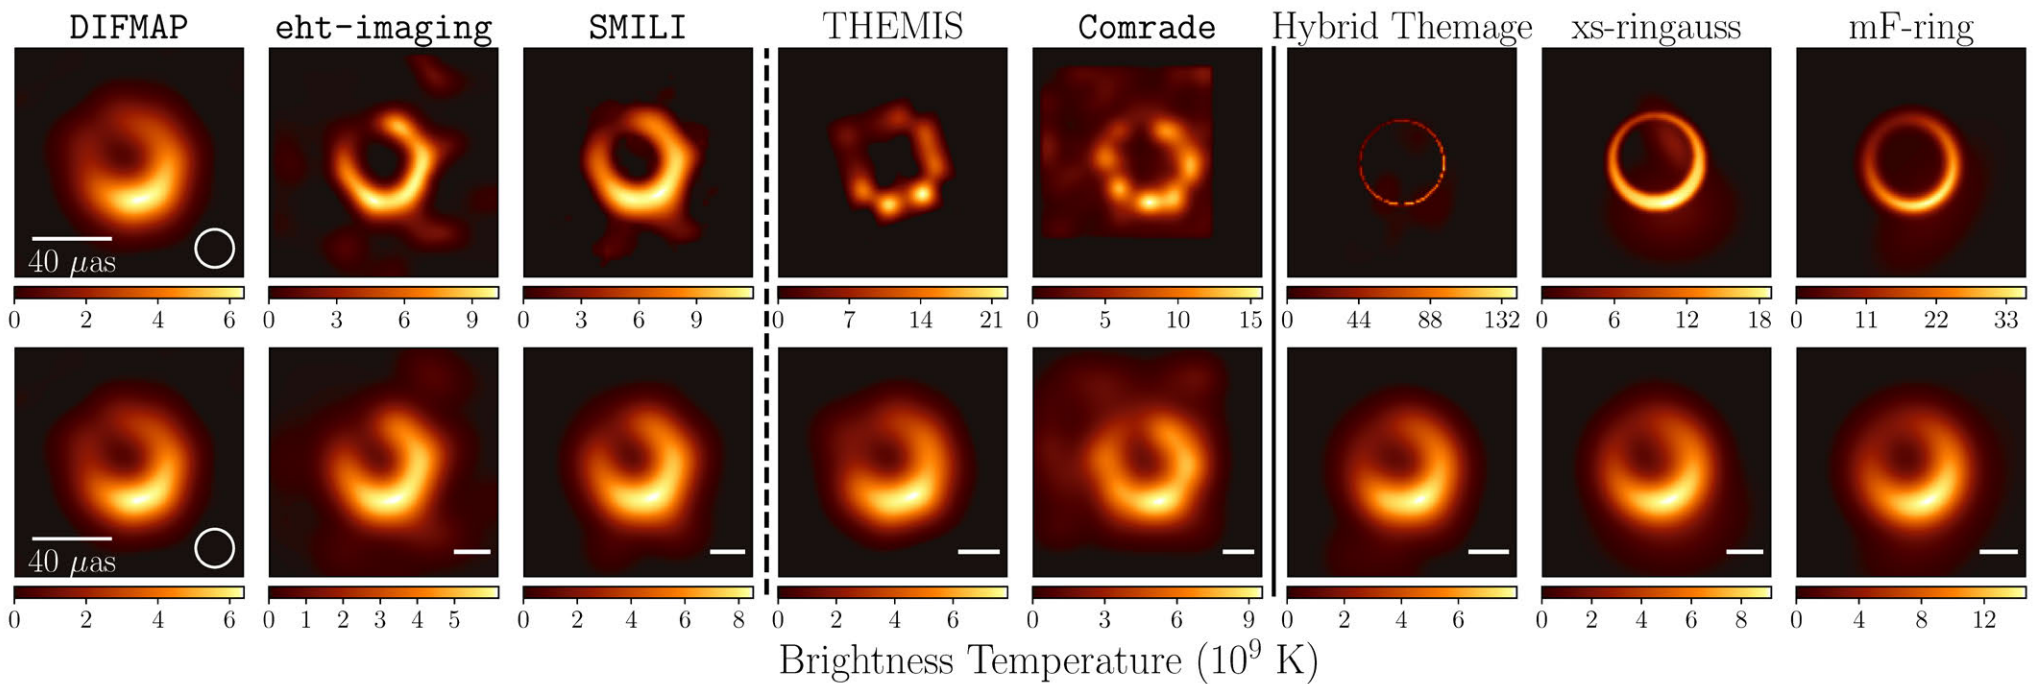 DIFMAP eht-imaging SMILI THEMIS Comrade Hybrid Themage xs-ringauss mF-ring
40 μas
0 2 4 6 0 3 6 9 0 3 6 9 0 7 14 21 0 5 10 15 0 44 88 132 0 6 12 18 0 11 22 33
40 μas
0 2 4 6 0 1 2 3 4 5 0 2 4 6 8 0 2 4 6 0 3 6 9 0 2 4 6 0 2 4 6 8 0 4 8 12
Brightness Temperature (10⁹ K)